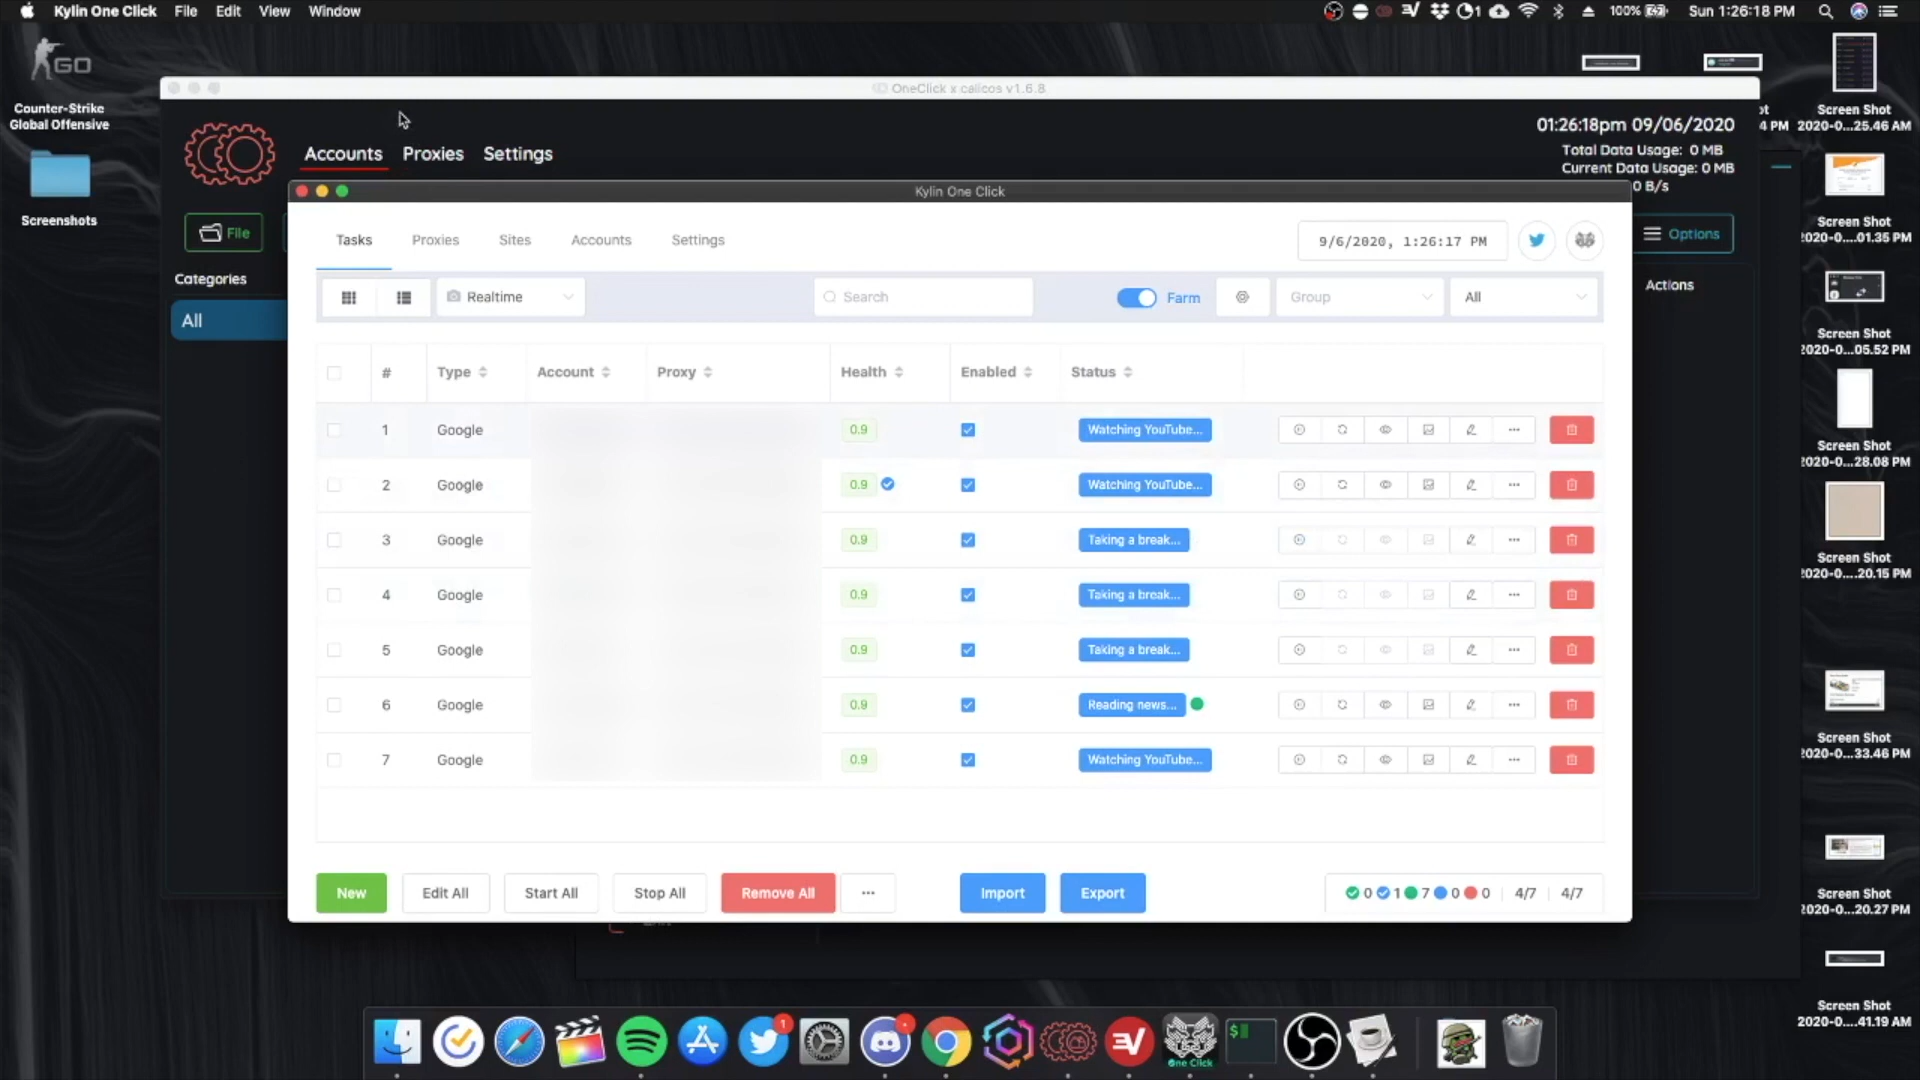 Kylin One Click File Edit View Window
1 100% Sun 1:26:18 PM
GO
Counter-Strike
Global Offensive
Screenshots
OneClick x calicos v1.6.8
Accounts Proxies Settings
01:26:18pm 09/06/2020
Total Data Usage: 0 MB
Current Data Usage: 0 MB
0 B/s
File
Options
Categories
All
Actions
Kylin One Click
Tasks Proxies Sites Accounts Settings
9/6/2020, 1:26:17 PM
Realtime Search Farm Group All
# Type Account Proxy Health Enabled Status
1 Google 0.9 Watching YouTube...
2 Google 0.9 Watching YouTube...
3 Google 0.9 Taking a break...
4 Google 0.9 Taking a break...
5 Google 0.9 Taking a break...
6 Google 0.9 Reading news...
7 Google 0.9 Watching YouTube...
New Edit All Start All Stop All Remove All ... Import Export
0 1 7 0 0 4/7 4/7
4 PM
Screen Shot
2020-0...25.46 AM
Screen Shot
2020-0....01.35 PM
Screen Shot
2020-0...05.52 PM
Screen Shot
2020-0...28.08 PM
Screen Shot
2020-0....20.15 PM
Screen Shot
2020-0...33.46 PM
Screen Shot
2020-0...20.27 PM
Screen Shot
2020-0....41.19 AM
1
One Click
$